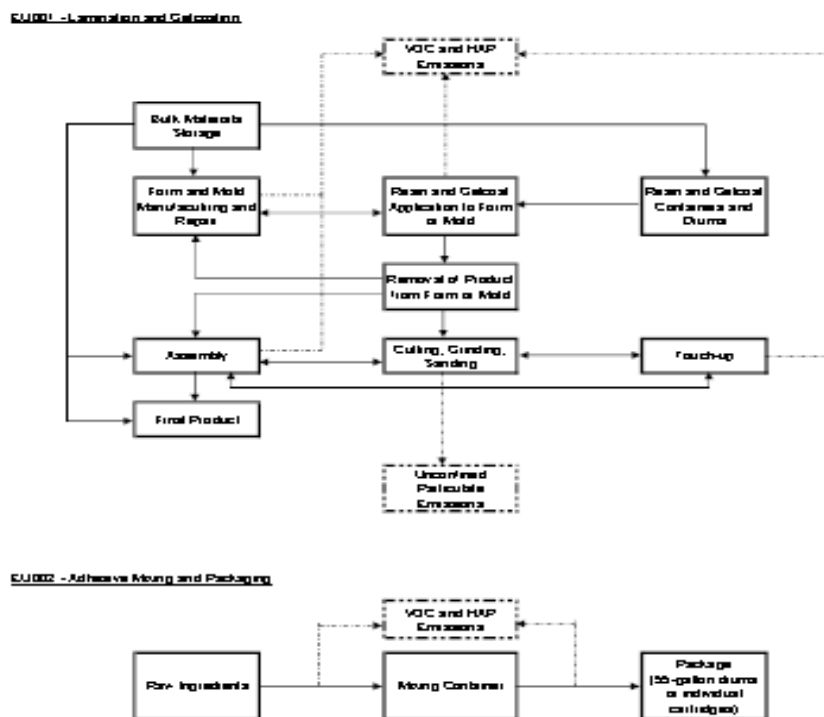 EU001 - Lamination and Gelcoating
VOC and HAP
Emissions
Bulk Materials
Storage
Form and Mold
Manufacturing and
Repair
Resin and Gelcoat
Application to Form
or Mold
Resin and Gelcoat
Containers and
Drums
Removal of Product
from Form or Mold
Assembly
Cutting, Grinding,
Sanding
Touch-up
Final Product
Unconfined
Particulate
Emissions
EU002 - Adhesive Mixing and Packaging
VOC and HAP
Emissions
Raw Ingredients
Mixing Container
Package
(55-gallon drums
or individual
cartridges)